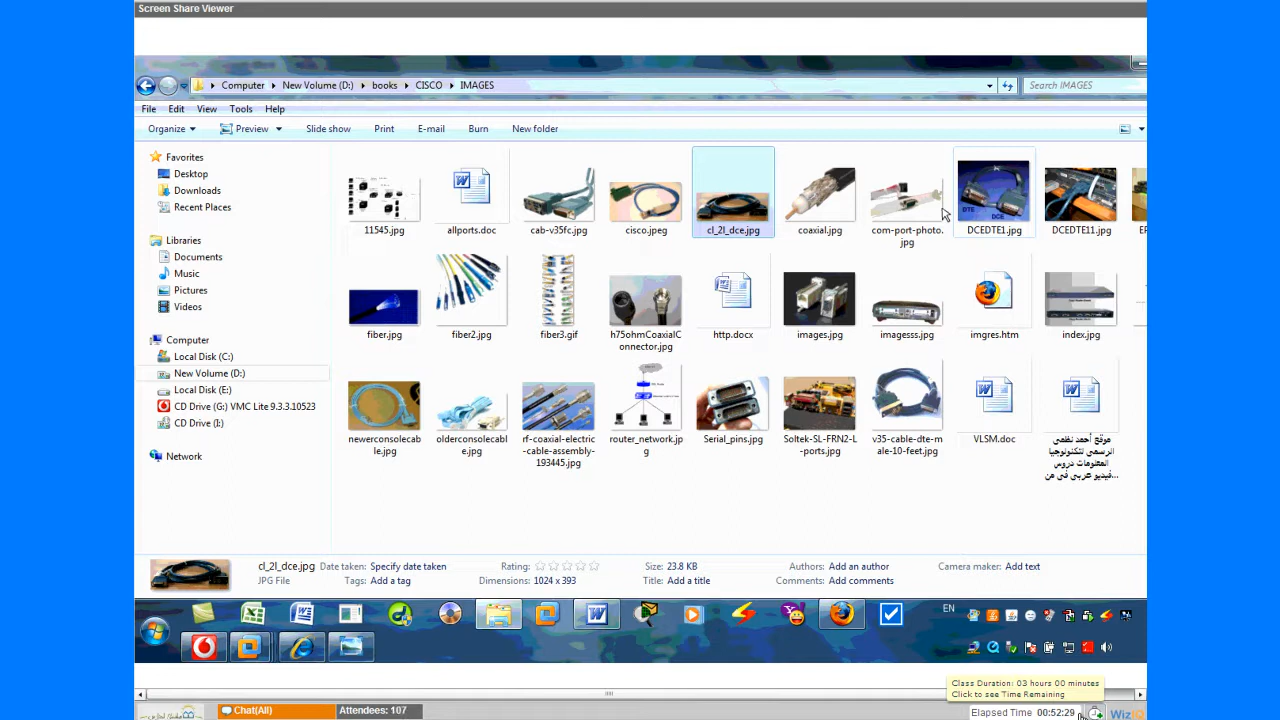 Screen Share Viewer
Computer New Volume (D:) books CISCO IMAGES
Search IMAGES
File Edit View Tools Help
Organize Preview Slide show Print E-mail Burn New folder
Favorites
Desktop
Downloads
Recent Places
Libraries
Documents
Music
Pictures
Videos
Computer
Local Disk (C:)
New Volume (D:)
Local Disk (E:)
CD Drive (G:) VMC Lite 9.3.3.10523
CD Drive (I:)
Network
DTE
DCE
11545.jpg
allports.doc
cab-v35fc.jpg
cisco.jpeg
cl_2l_dce.jpg
coaxial.jpg
com-port-photo.
jpg
DCEDTE1.jpg
DCEDTE11.jpg
fiber.jpg
fiber2.jpg
fiber3.gif
h75ohmCoaxialC
onnector.jpg
http.docx
images.jpg
imagesss.jpg
imgres.htm
index.jpg
newerconsolecab
le.jpg
olderconsolecabl
e.jpg
rf-coaxial-electric
-cable-assembly-
193445.jpg
router_network.jp
g
Serial_pins.jpg
Soltek-SL-FRN2-L
-ports.jpg
v35-cable-dte-m
ale-10-feet.jpg
VLSM.doc
موقع أحمد نظمى
الرسمى لتكنولوجيا
المعلومات دروس
فيديو عربى فى من...
cl_2l_dce.jpg Date taken: Specify date taken Rating: Size: 23.8 KB Authors: Add an author Camera maker: Add text
JPG File Tags: Add a tag Dimensions: 1024 x 393 Title: Add a title Comments: Add comments
EN
Class Duration: 03 hours 00 minutes
Click to see Time Remaining
Chat(All) Attendees: 107
Elapsed Time 00:52:29
WizIQ